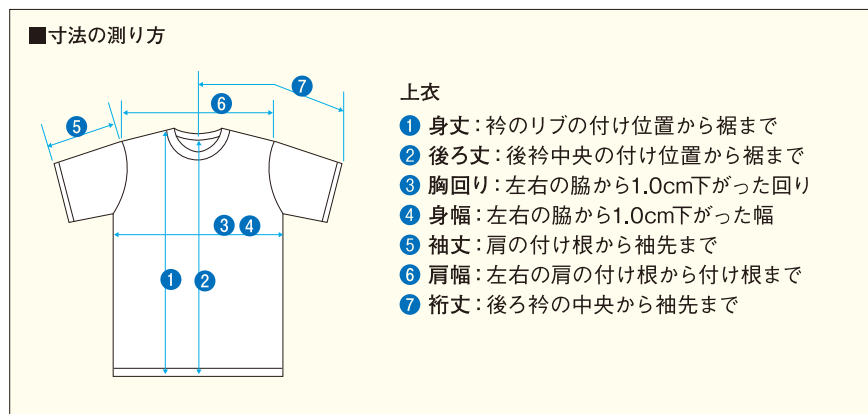 ■寸法の測り方
⑦
⑥
⑤
③④
①②
上衣
① 身丈：衿のリブの付け位置から裾まで
② 後ろ丈：後衿中央の付け位置から裾まで
③ 胸回り：左右の脇から1.0cm下がった回り
④ 身幅：左右の脇から1.0cm下がった幅
⑤ 袖丈：肩の付け根から袖先まで
⑥ 肩幅：左右の肩の付け根から付け根まで
⑦ 裄丈：後ろ衿の中央から袖先まで